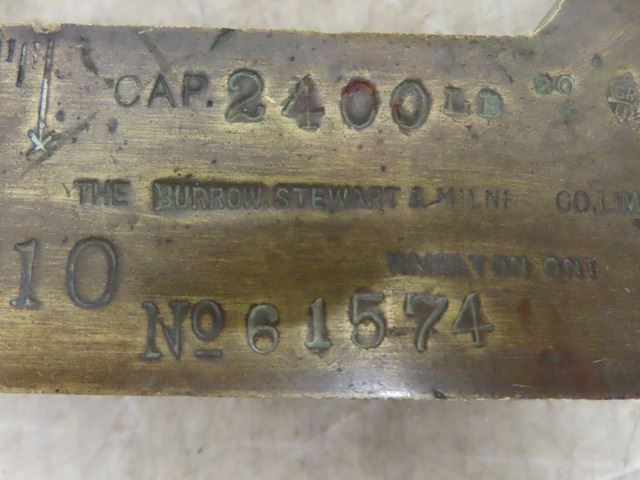 CAP. 2400 LB.
THE BURROW, STEWART & MILNE CO. LIM
HAMILTON, ONT
10
No 61574